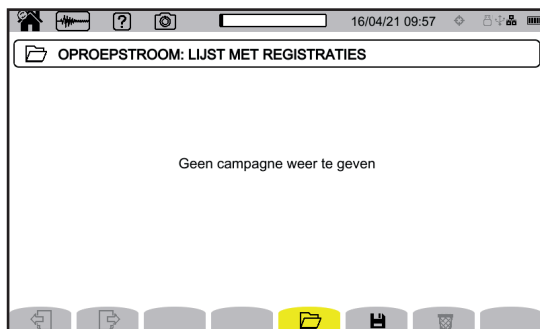 16/04/21 09:57
OPROEPSTROOM: LIJST MET REGISTRATIES
Geen campagne weer te geven